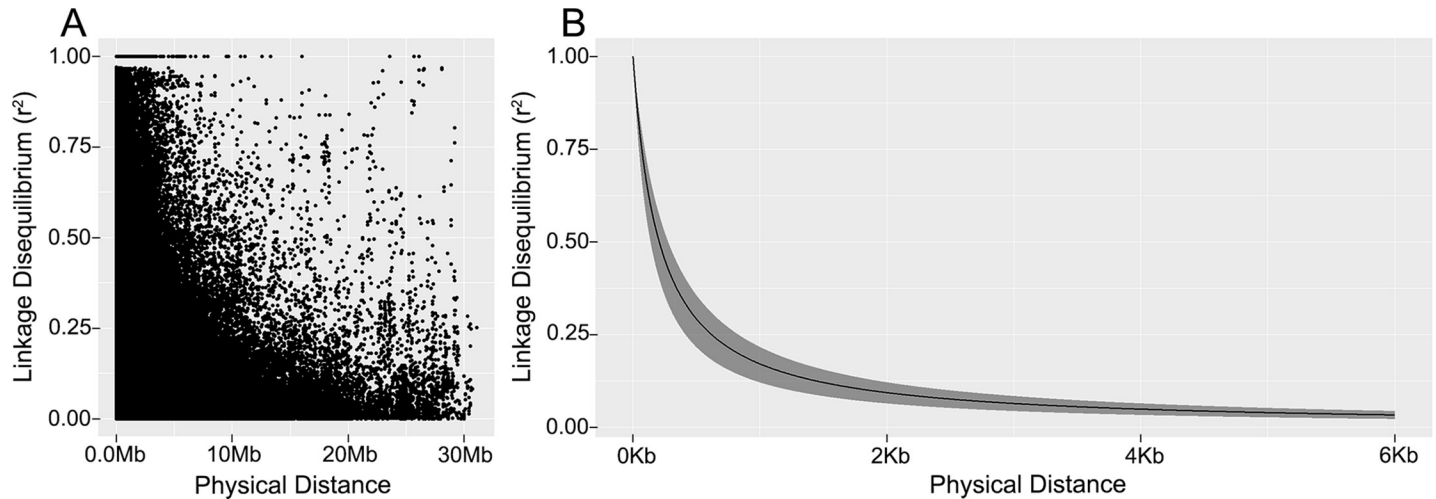 A
Linkage Disequilibrium (r²)
1.00
0.75
0.50
0.25
0.00
0.0Mb 10Mb 20Mb 30Mb
Physical Distance
B
Linkage Disequilibrium (r²)
1.00
0.75
0.50
0.25
0.00
0Kb 2Kb 4Kb 6Kb
Physical Distance